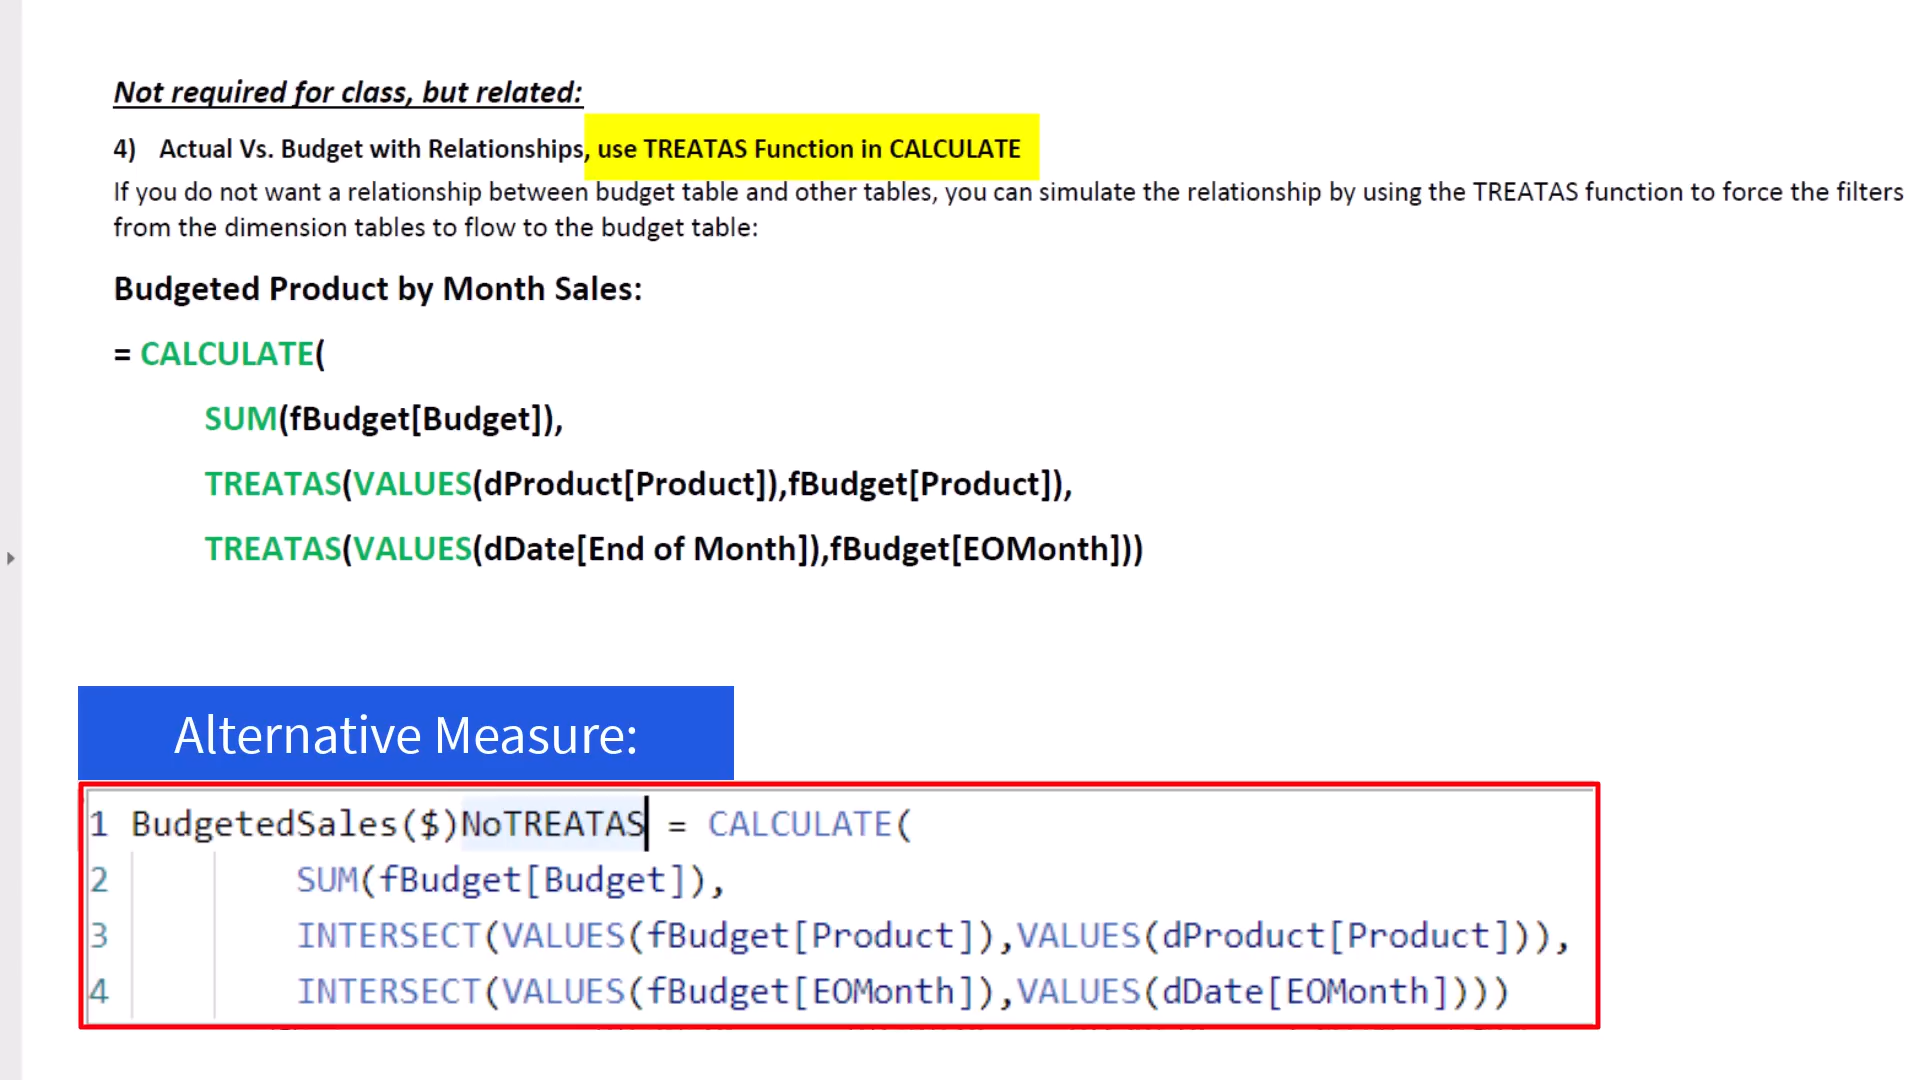 Not required for class, but related:
4) Actual Vs. Budget with Relationships, use TREATAS Function in CALCULATE
If you do not want a relationship between budget table and other tables, you can simulate the relationship by using the TREATAS function to force the filters
from the dimension tables to flow to the budget table:
Budgeted Product by Month Sales:
= CALCULATE(
SUM(fBudget[Budget]),
TREATAS(VALUES(dProduct[Product]),fBudget[Product]),
TREATAS(VALUES(dDate[End of Month]),fBudget[EOMonth]))
Alternative Measure:
1 BudgetedSales($)NoTREATAS = CALCULATE(
2 SUM(fBudget[Budget]),
3 INTERSECT(VALUES(fBudget[Product]),VALUES(dProduct[Product])),
4 INTERSECT(VALUES(fBudget[EOMonth]),VALUES(dDate[EOMonth])))